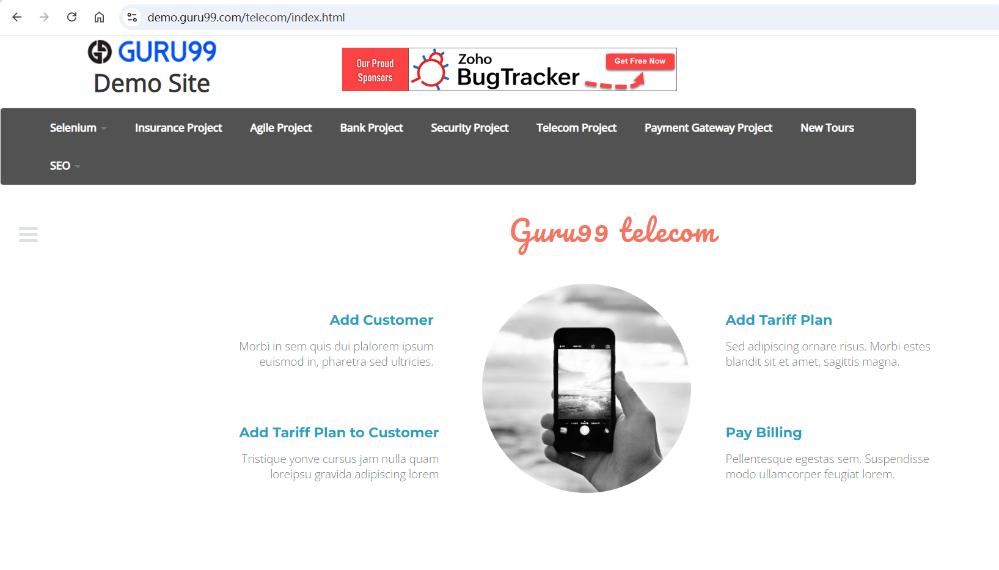 demo.guru99.com/telecom/index.html
GURU99
Demo Site
Our Proud
Sponsors
Zoho
BugTracker
Get Free Now
Selenium
Insurance Project
Agile Project
Bank Project
Security Project
Telecom Project
Payment Gateway Project
New Tours
SEO
Guru99 telecom
Add Customer
Morbi in sem quis dui plalorem ipsum
euismod in, pharetra sed ultricies.
Add Tariff Plan
Sed adipiscing ornare risus. Morbi estes
blandit sit et amet, sagittis magna.
Add Tariff Plan to Customer
Tristique yonve cursus jam nulla quam
loreipsu gravida adipiscing lorem
Pay Billing
Pellentesque egestas sem. Suspendisse
modo ullamcorper feugiat lorem.